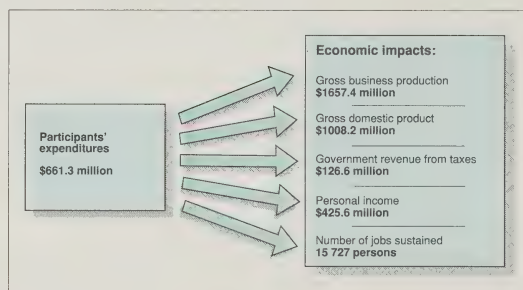 Participants'
expenditures
$661.3 million
Economic impacts:
Gross business production
$1657.4 million
Gross domestic product
$1008.2 million
Government revenue from taxes
$126.6 million
Personal income
$425.6 million
Number of jobs sustained
15 727 persons